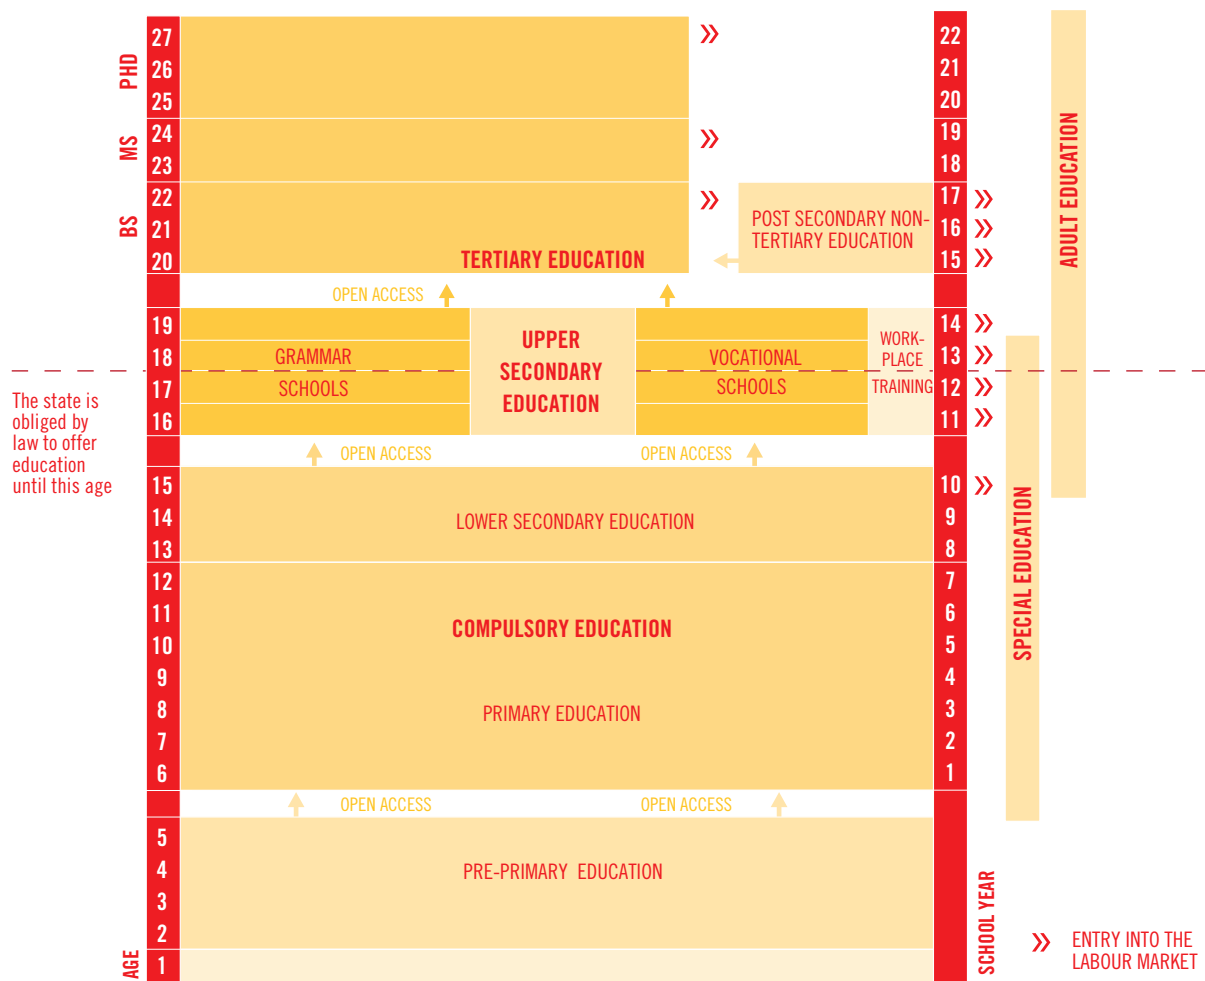 PHD
MS
BS
AGE
27
26
25
24
23
22
21
20
19
18
17
16
15
14
13
12
11
10
9
8
7
6
5
4
3
2
1
The state is
obliged by
law to offer
education
until this age
TERTIARY EDUCATION
POST SECONDARY NON-
TERTIARY EDUCATION
OPEN ACCESS
GRAMMAR
SCHOOLS
UPPER
SECONDARY
EDUCATION
VOCATIONAL
SCHOOLS
WORK-
PLACE
TRAINING
OPEN ACCESS
OPEN ACCESS
LOWER SECONDARY EDUCATION
COMPULSORY EDUCATION
PRIMARY EDUCATION
OPEN ACCESS
OPEN ACCESS
PRE-PRIMARY EDUCATION
22
21
20
19
18
17
16
15
14
13
12
11
10
9
8
7
6
5
4
3
2
1
SCHOOL YEAR
SPECIAL EDUCATION
ADULT EDUCATION
ENTRY INTO THE
LABOUR MARKET